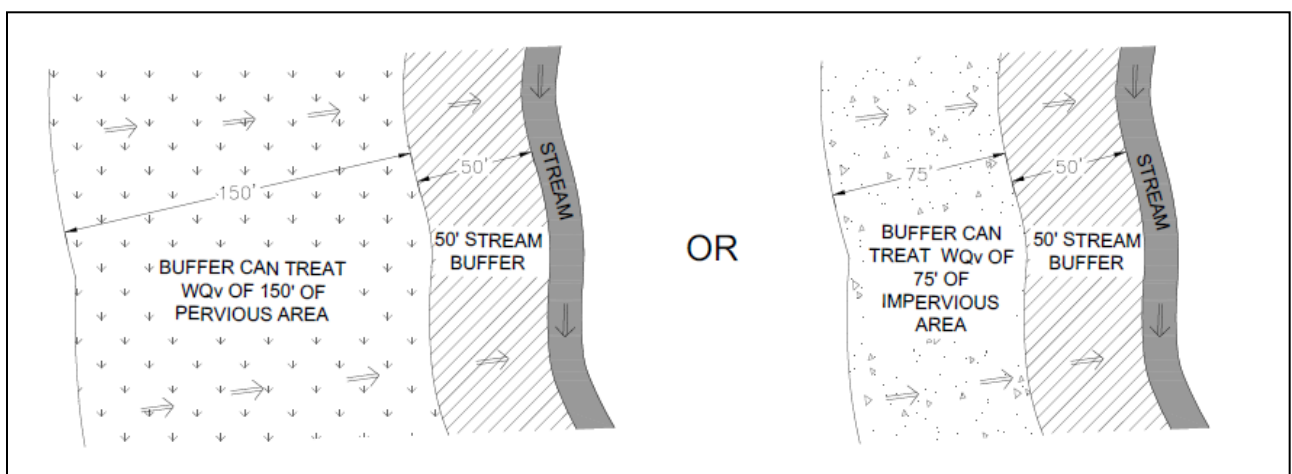 150'
50'
STREAM
50' STREAM
BUFFER
BUFFER CAN TREAT
WQv OF 150' OF
PERVIOUS AREA
OR
75'
50'
STREAM
BUFFER CAN
TREAT WQv OF
75' OF
IMPERVIOUS
AREA
50' STREAM
BUFFER